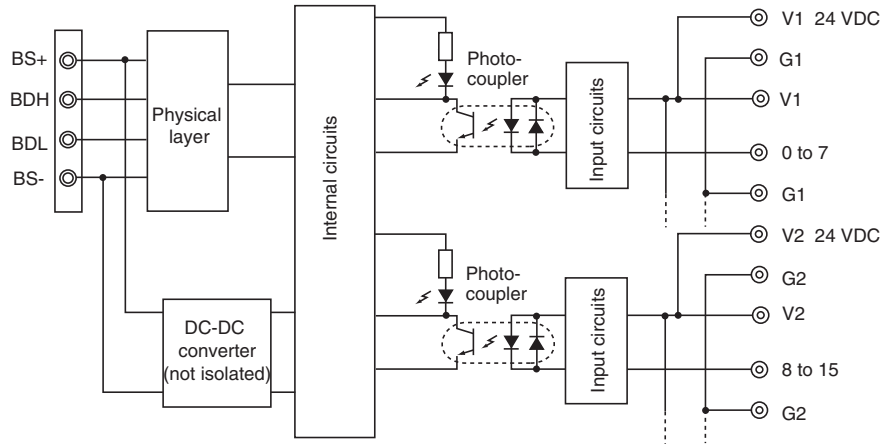 BS+
BDH
BDL
BS-
Physical
layer
DC-DC
converter
(not isolated)
Internal circuits
Photo-
coupler
Input circuits
V1 24 VDC
G1
V1
0 to 7
G1
Photo-
coupler
Input circuits
V2 24 VDC
G2
V2
8 to 15
G2